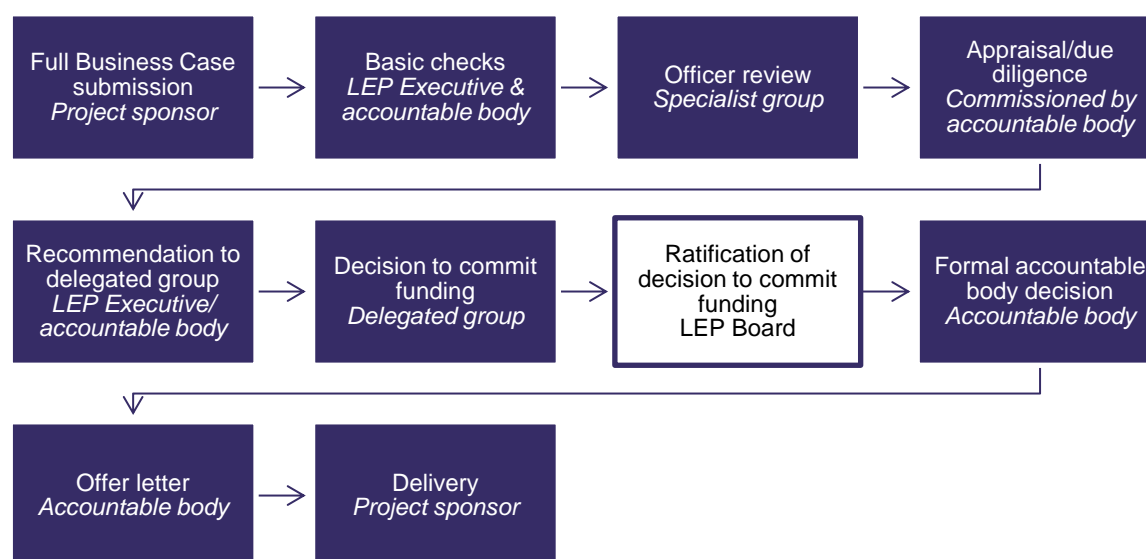 Full Business Case
submission
Project sponsor
Basic checks
LEP Executive &
accountable body
Officer review
Specialist group
Appraisal/due
diligence
Commissioned by
accountable body
Recommendation to
delegated group
LEP Executive/
accountable body
Decision to commit
funding
Delegated group
Ratification of
decision to commit
funding
LEP Board
Formal accountable
body decision
Accountable body
Offer letter
Accountable body
Delivery
Project sponsor